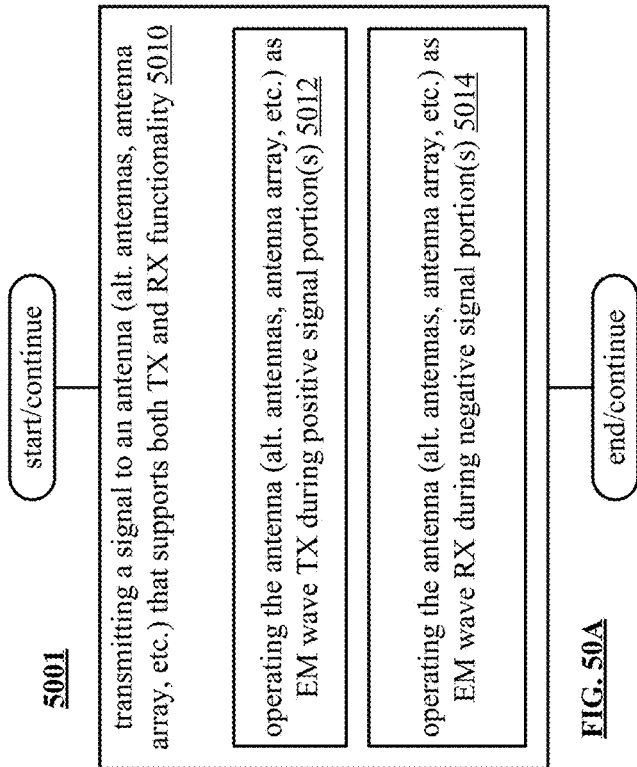 5001
start/continue
transmitting a signal to an antenna (alt. antennas, antenna
array, etc.) that supports both TX and RX functionality 5010
operating the antenna (alt. antennas, antenna array, etc.) as
EM wave TX during positive signal portion(s) 5012
operating the antenna (alt. antennas, antenna array, etc.) as
EM wave RX during negative signal portion(s) 5014
end/continue
FIG. 50A